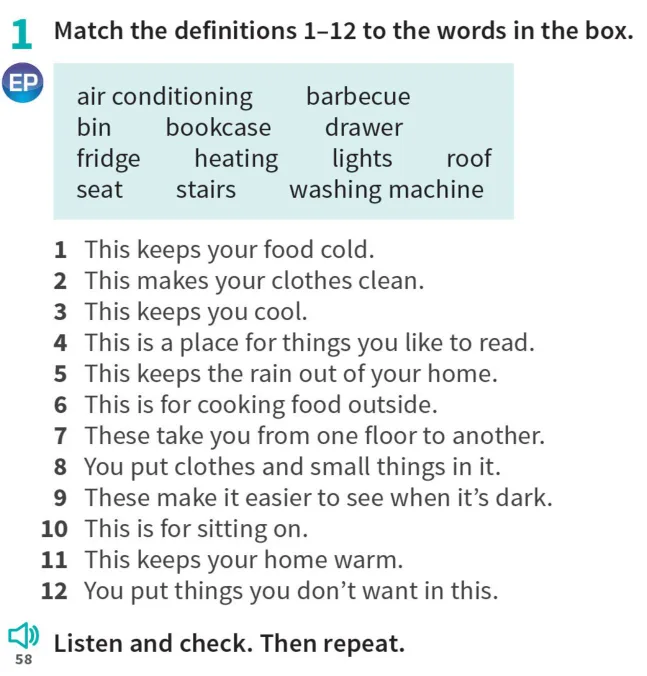 1 Match the definitions 1–12 to the words in the box.
EP
air conditioning barbecue
bin bookcase drawer
fridge heating lights roof
seat stairs washing machine
1 This keeps your food cold.
2 This makes your clothes clean.
3 This keeps you cool.
4 This is a place for things you like to read.
5 This keeps the rain out of your home.
6 This is for cooking food outside.
7 These take you from one floor to another.
8 You put clothes and small things in it.
9 These make it easier to see when it’s dark.
10 This is for sitting on.
11 This keeps your home warm.
12 You put things you don’t want in this.
58 Listen and check. Then repeat.